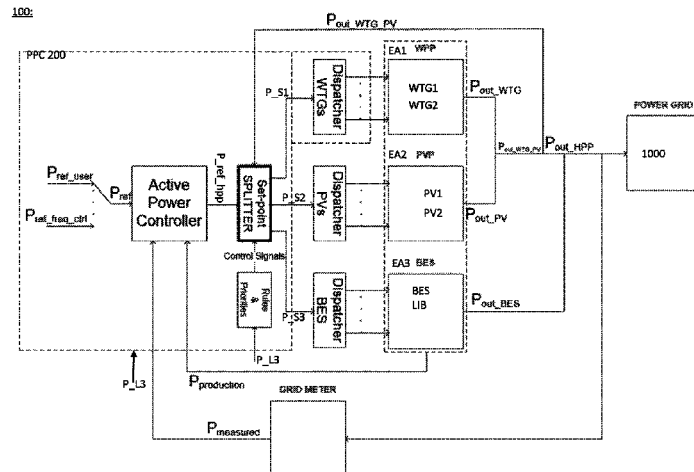 100:
P_out_WTG_PV
PPC 200
EA1 WPP
P_S1
Dispatcher
WTGs
WTG1
WTG2
P_out_WTG
POWER GRID
1000
P_out_WTG_PV
P_out_HPP
EA2 PVP
P_ref_user
P_ref
P_ref_freq_ctrl
Active
Power
Controller
P_ref_hpp
Set-point
SPLITTER
P_S2
Dispatcher
PVs
PV1
PV2
P_out_PV
Control Signals
EA3 BES
Rules
&
Priorities
P_S3
Dispatcher
BES
BES
LIB
P_out_BES
P_L3
P_L3
P_production
GRID METER
P_measured